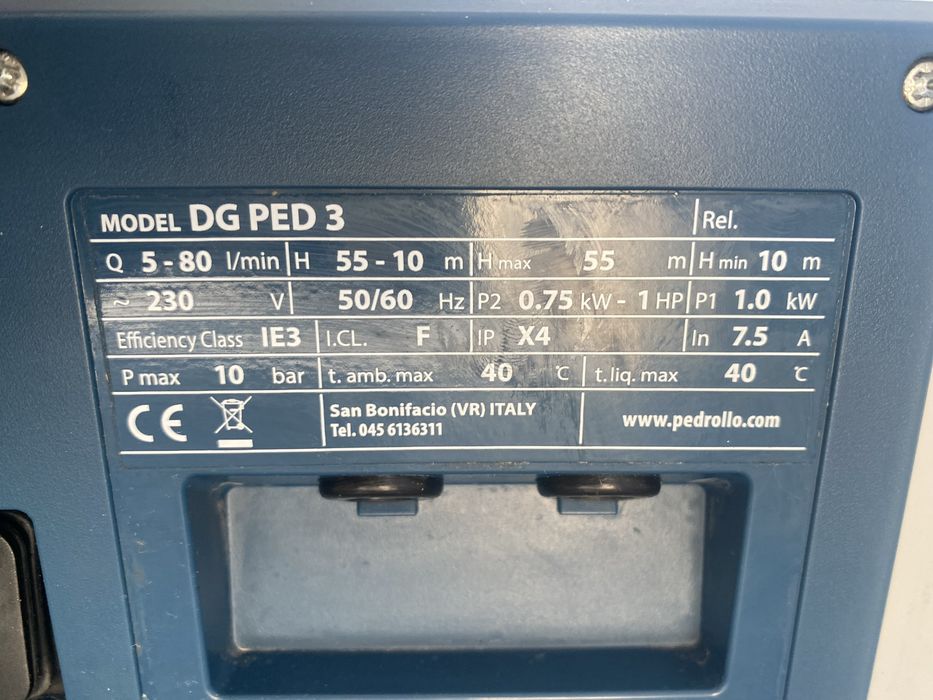 MODEL DG PED 3 Rel.
Q 5 - 80 l/min H 55 - 10 m H max 55 m H min 10 m
~ 230 V 50/60 Hz P2 0.75 kW - 1 HP P1 1.0 kW
Efficiency Class IE3 I.CL. F IP X4 In 7.5 A
P max 10 bar t. amb. max 40 °C t. liq. max 40 °C
CE San Bonifacio (VR) ITALY
Tel. 045 6136311
www.pedrollo.com